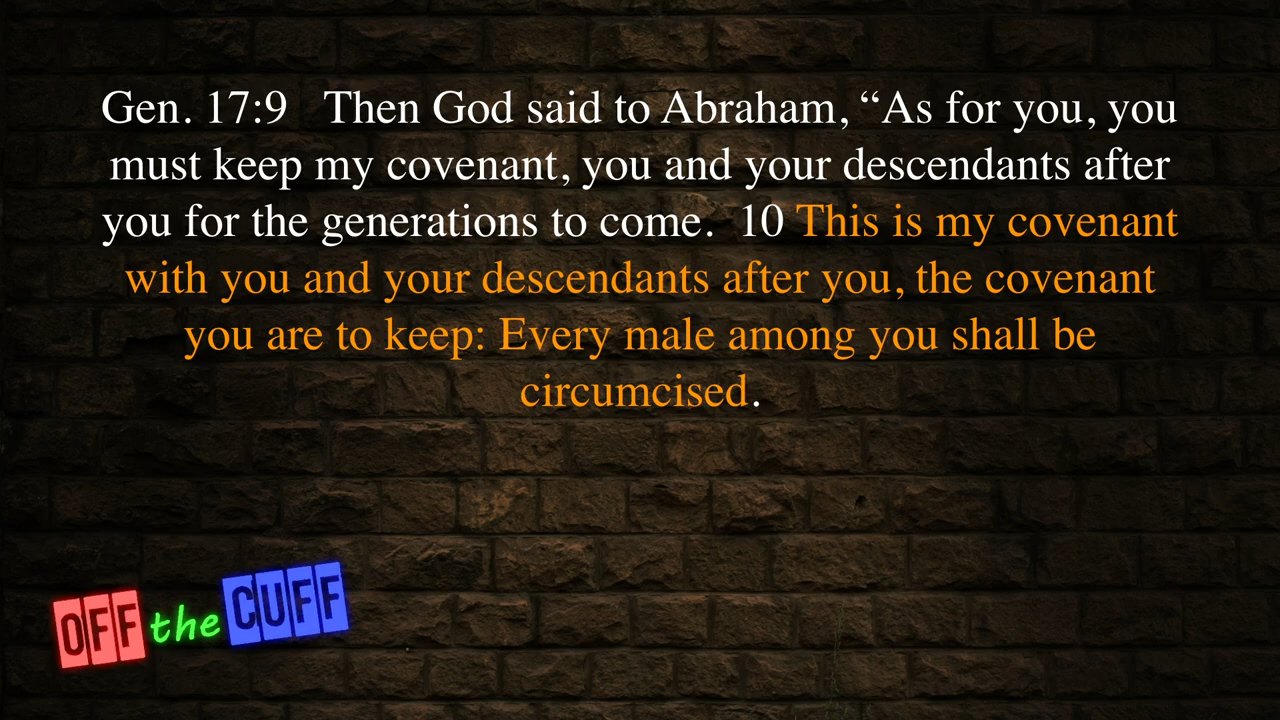 Gen. 17:9   Then God said to Abraham, “As for you, you
must keep my covenant, you and your descendants after
you for the generations to come.  10 This is my covenant
with you and your descendants after you, the covenant
you are to keep: Every male among you shall be
circumcised.
OFF the CUFF